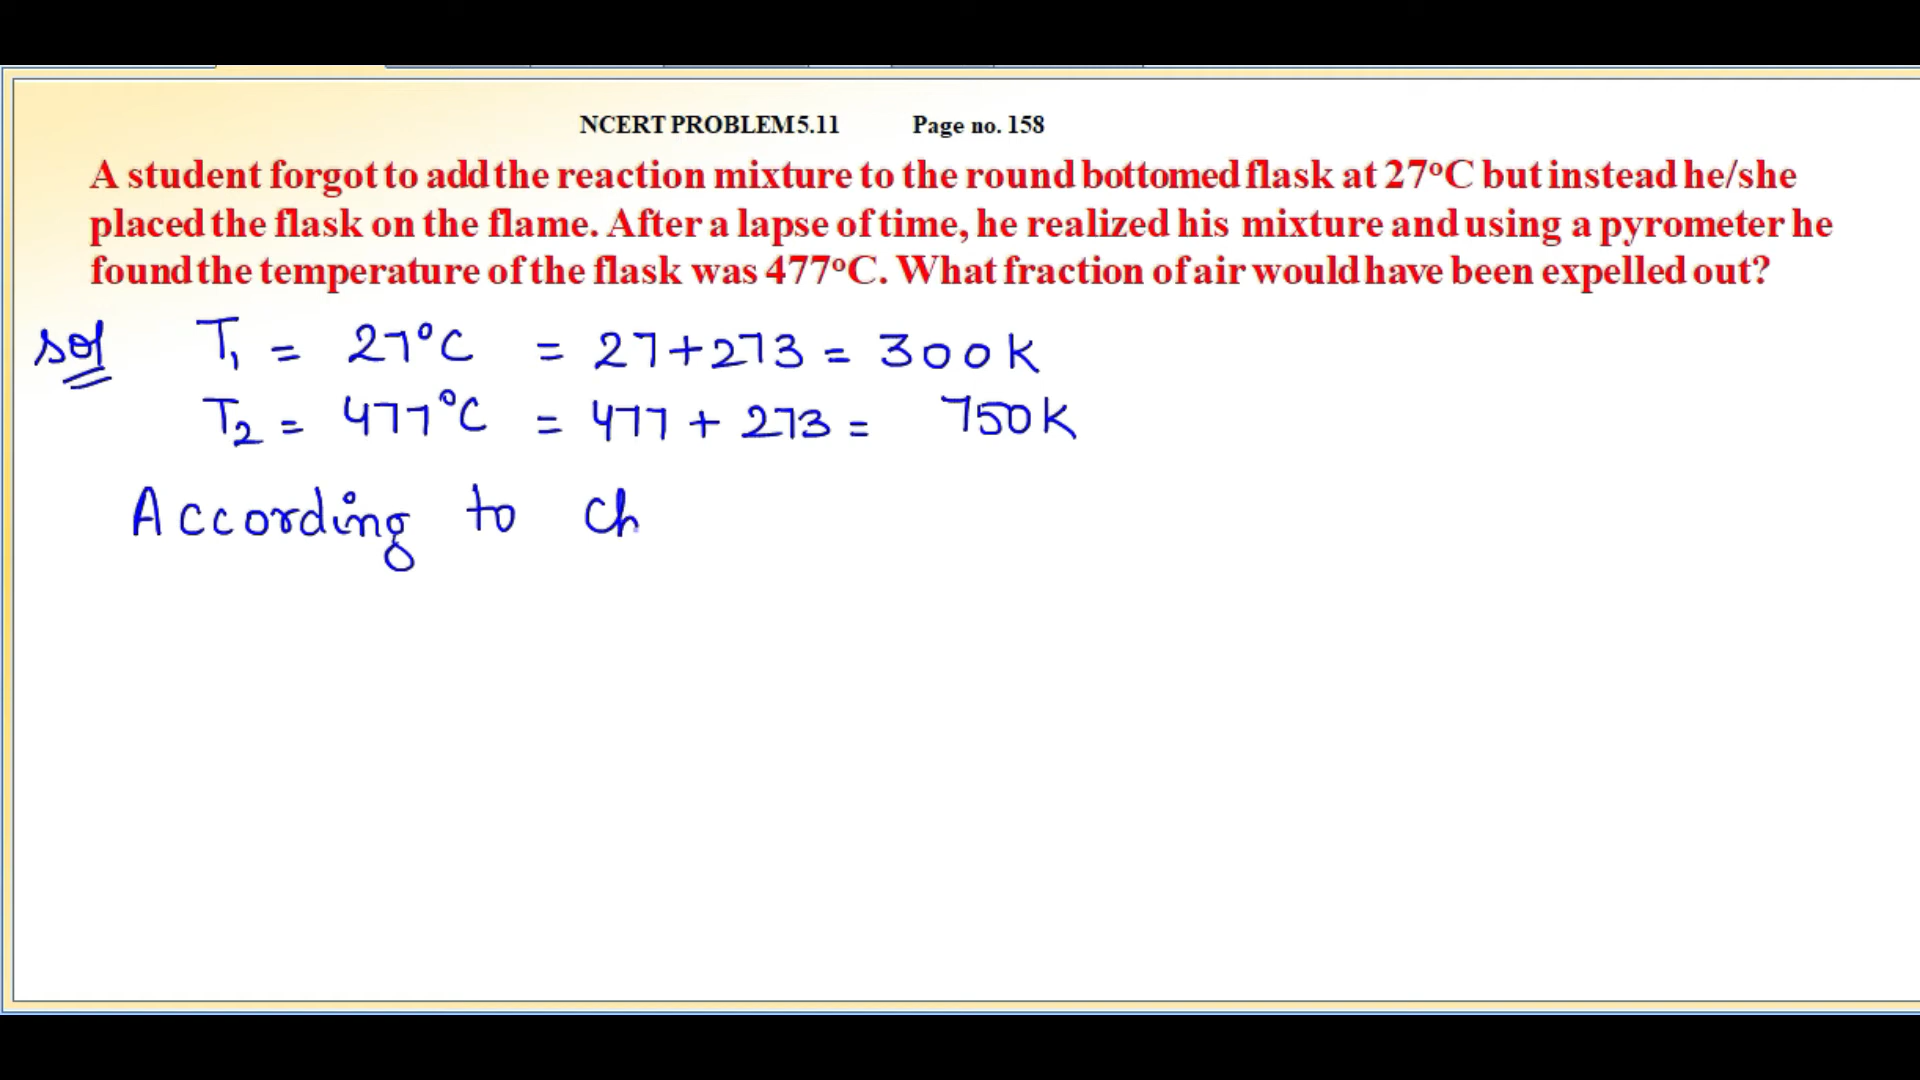 NCERT PROBLEM 5.11 Page no. 158
A student forgot to add the reaction mixture to the round bottomed flask at 27°C but instead he/she
placed the flask on the flame. After a lapse of time, he realized his mixture and using a pyrometer he
found the temperature of the flask was 477°C. What fraction of air would have been expelled out?
sol T₁ = 27°C = 27+273 = 300K
T₂ = 477°C = 477 + 273 = 750K
According to Ch